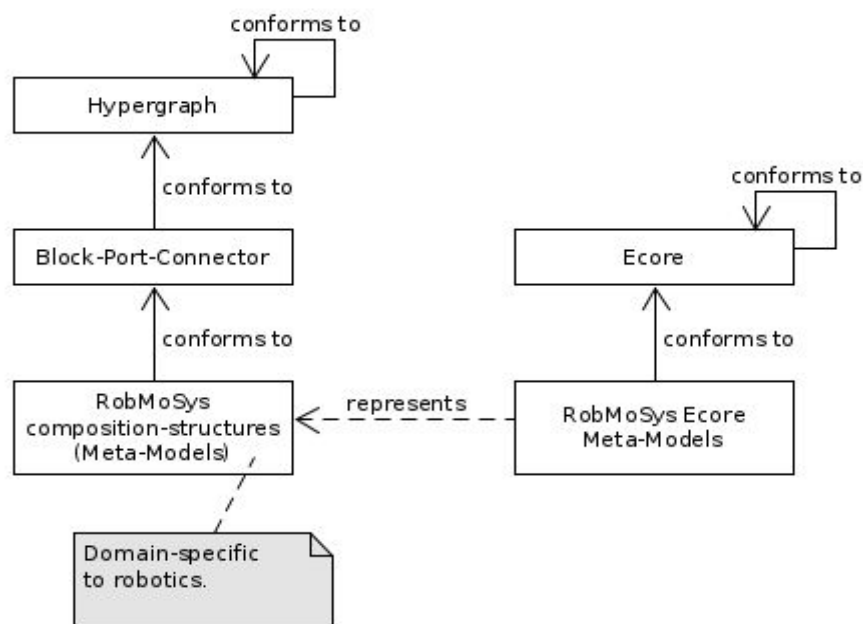 conforms to
Hypergraph
conforms to
conforms to
Block-Port-Connector
Ecore
conforms to
conforms to
RobMoSys
composition-structures
(Meta-Models)
represents
RobMoSys Ecore
Meta-Models
Domain-specific
to robotics.